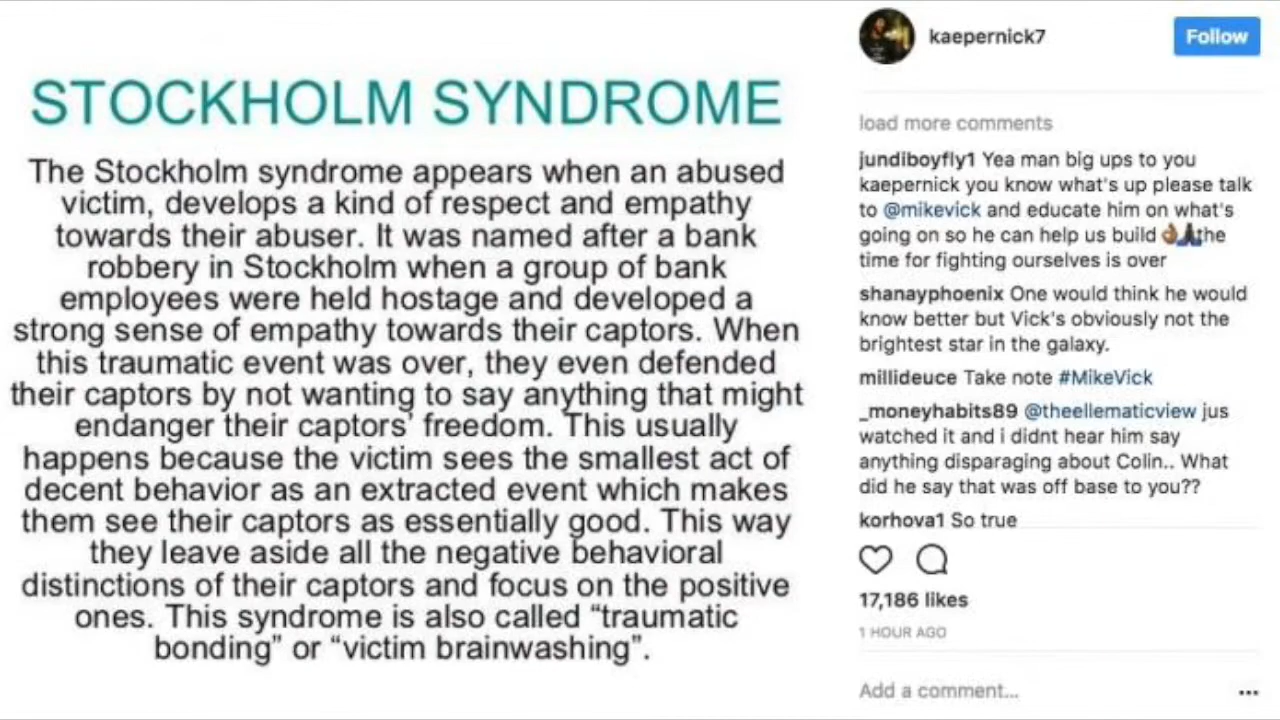 STOCKHOLM SYNDROME
The Stockholm syndrome appears when an abused
victim, develops a kind of respect and empathy
towards their abuser. It was named after a bank
robbery in Stockholm when a group of bank
employees were held hostage and developed a
strong sense of empathy towards their captors. When
this traumatic event was over, they even defended
their captors by not wanting to say anything that might
endanger their captors’ freedom. This usually
happens because the victim sees the smallest act of
decent behavior as an extracted event which makes
them see their captors as essentially good. This way
they leave aside all the negative behavioral
distinctions of their captors and focus on the positive
ones. This syndrome is also called “traumatic
bonding” or “victim brainwashing”.
kaepernick7
Follow
load more comments
jundiboyfly1 Yea man big ups to you
kaepernick you know what's up please talk
to @mikevick and educate him on what's
going on so he can help us build 👌🏾🙏🏿the
time for fighting ourselves is over
shanayphoenix One would think he would
know better but Vick's obviously not the
brightest star in the galaxy.
millideuce Take note #MikeVick
_moneyhabits89 @theellematicview jus
watched it and i didnt hear him say
anything disparaging about Colin.. What
did he say that was off base to you??
korhova1 So true
17,186 likes
1 HOUR AGO
Add a comment...